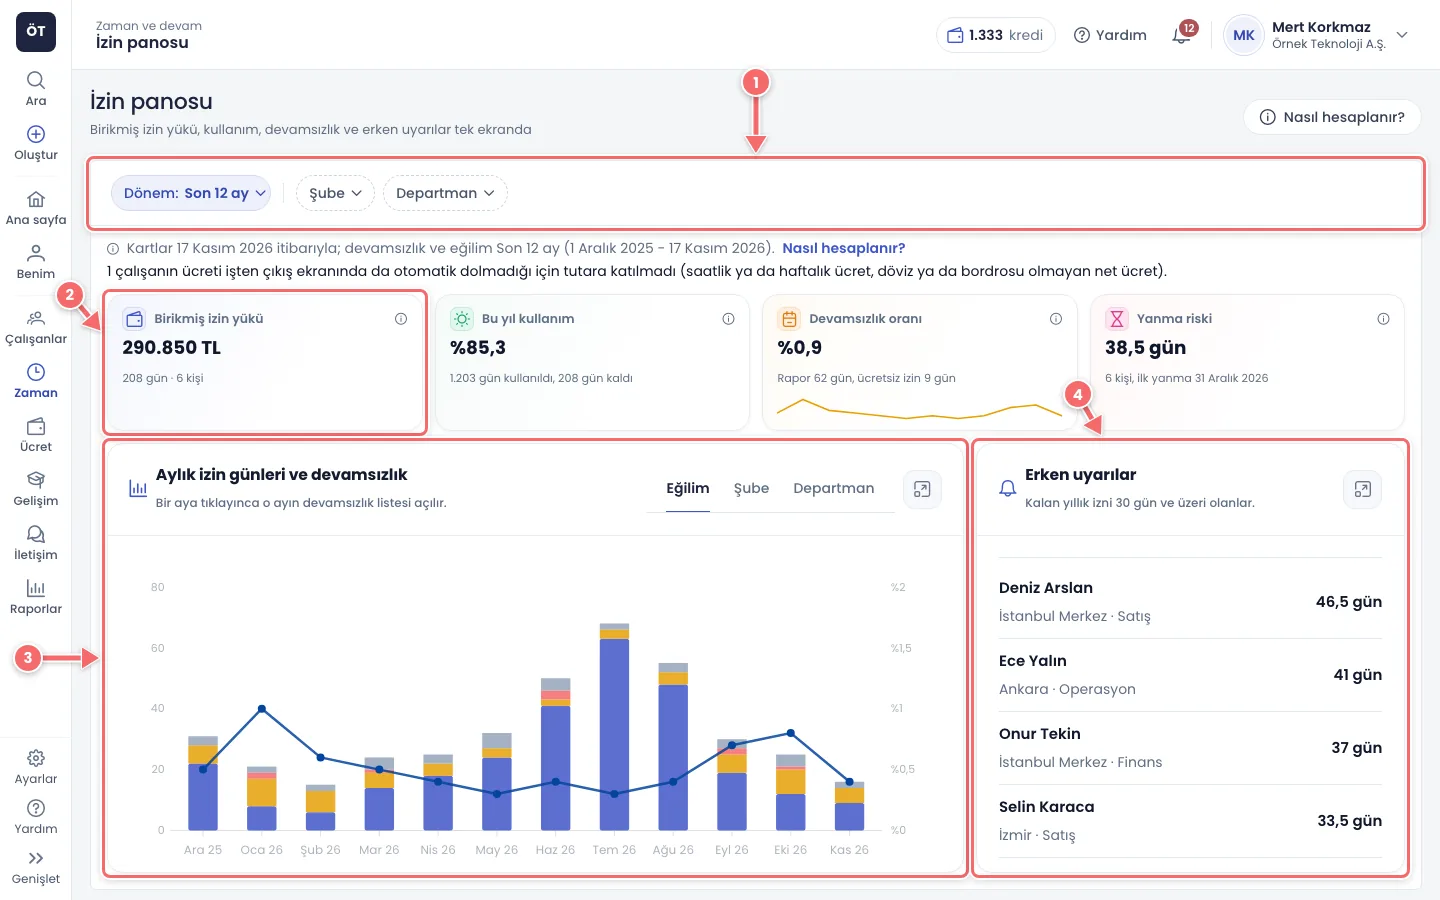 ÖT
Ara
Oluştur
Ana sayfa
Benim
Çalışanlar
Zaman
Ücret
Gelişim
İletişim
Raporlar
Ayarlar
Yardım
Genişlet
Zaman ve devam
İzin panosu
1.333 kredi
Yardım
12
MK
Mert Korkmaz
Örnek Teknoloji A.Ş.
İzin panosu
Birikmiş izin yükü, kullanım, devamsızlık ve erken uyarılar tek ekranda
Nasıl hesaplanır?
1
Dönem: Son 12 ay
Şube
Departman
Kartlar 17 Kasım 2026 itibarıyla; devamsızlık ve eğilim Son 12 ay (1 Aralık 2025 - 17 Kasım 2026). Nasıl hesaplanır?
1 çalışanın ücreti işten çıkış ekranında da otomatik dolmadığı için tutara katılmadı (saatlik ya da haftalık ücret, döviz ya da bordrosu olmayan net ücret).
2
Birikmiş izin yükü
290.850 TL
208 gün · 6 kişi
Bu yıl kullanım
%85,3
1.203 gün kullanıldı, 208 gün kaldı
Devamsızlık oranı
%0,9
Rapor 62 gün, ücretsiz izin 9 gün
Yanma riski
38,5 gün
6 kişi, ilk yanma 31 Aralık 2026
3
Aylık izin günleri ve devamsızlık
Bir aya tıklayınca o ayın devamsızlık listesi açılır.
Eğilim
Şube
Departman
80
60
40
20
0
%2
%1,5
%1
%0,5
%0
Ara 25
Oca 26
Şub 26
Mar 26
Nis 26
May 26
Haz 26
Tem 26
Ağu 26
Eyl 26
Eki 26
Kas 26
4
Erken uyarılar
Kalan yıllık izni 30 gün ve üzeri olanlar.
Deniz Arslan
İstanbul Merkez · Satış
46,5 gün
Ece Yalın
Ankara · Operasyon
41 gün
Onur Tekin
İstanbul Merkez · Finans
37 gün
Selin Karaca
İzmir · Satış
33,5 gün